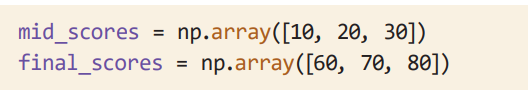 mid_scores = np.array([10, 20, 30])
final_scores = np.array([60, 70, 80])